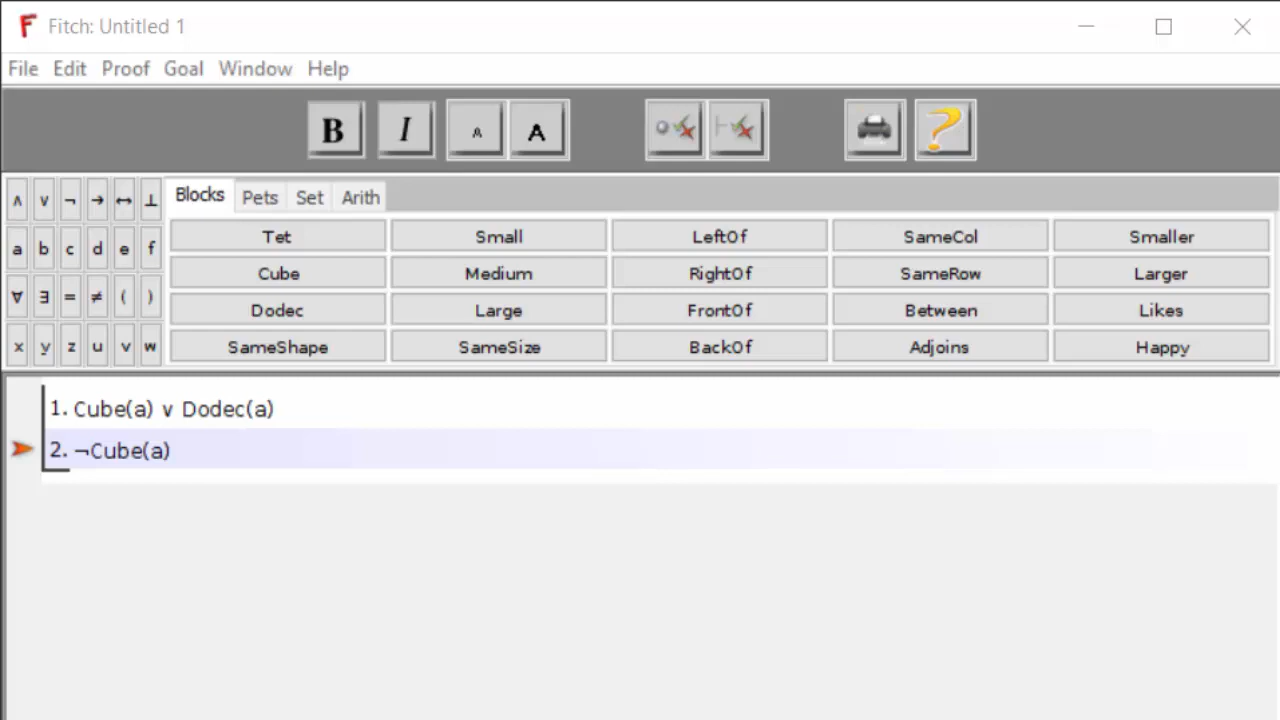 Fitch: Untitled 1
File Edit Proof Goal Window Help
B I A A
∧ ∨ ¬ → ↔ ⊥ Blocks Pets Set Arith
Tet Small LeftOf SameCol Smaller
a b c d e f
Cube Medium RightOf SameRow Larger
∀ ∃ = ≠ ( )
Dodec Large FrontOf Between Likes
x y z u v w
SameShape SameSize BackOf Adjoins Happy
1. Cube(a) ∨ Dodec(a)
2. ¬Cube(a)